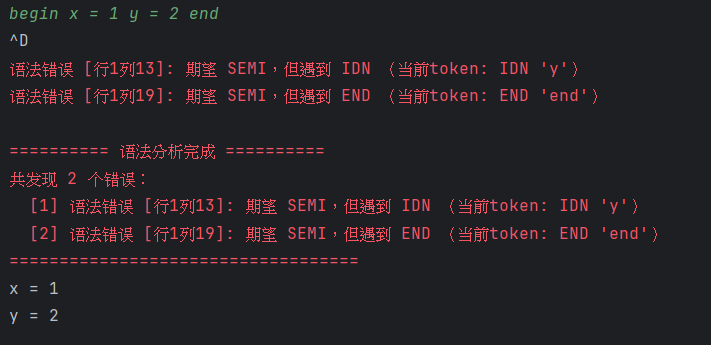 begin x = 1 y = 2 end
^D
语法错误 [行1列13]: 期望 SEMI，但遇到 IDN （当前token: IDN 'y'）
语法错误 [行1列19]: 期望 SEMI，但遇到 END （当前token: END 'end'）
========== 语法分析完成 ==========
共发现 2 个错误：
[1] 语法错误 [行1列13]: 期望 SEMI，但遇到 IDN （当前token: IDN 'y'）
[2] 语法错误 [行1列19]: 期望 SEMI，但遇到 END （当前token: END 'end'）
===================================
x = 1
y = 2